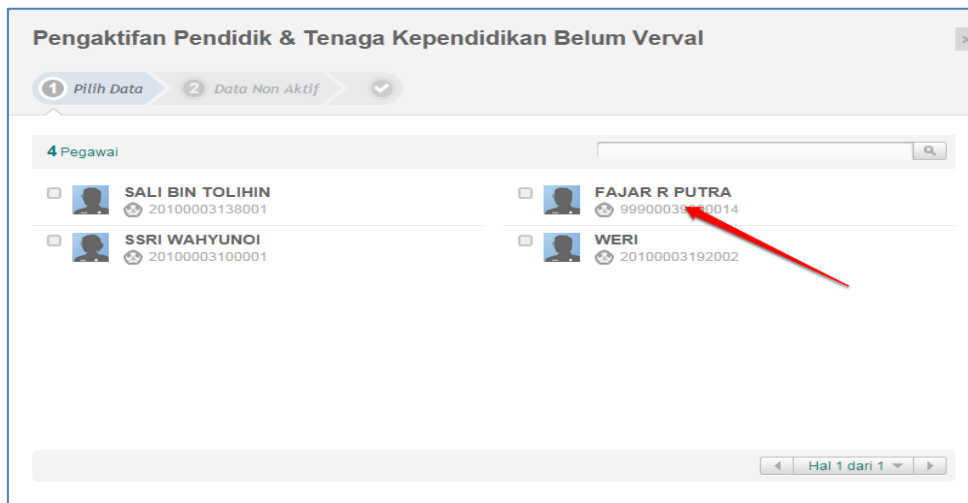 Pengaktifan Pendidik & Tenaga Kependidikan Belum Verval
1 Pilih Data
2 Data Non Aktif
4 Pegawai
SALI BIN TOLIHIN
20100003138001
FAJAR R PUTRA
SSRI WAHYUNOI
20100003100001
WERI
20100003192002
Hal 1 dari 1